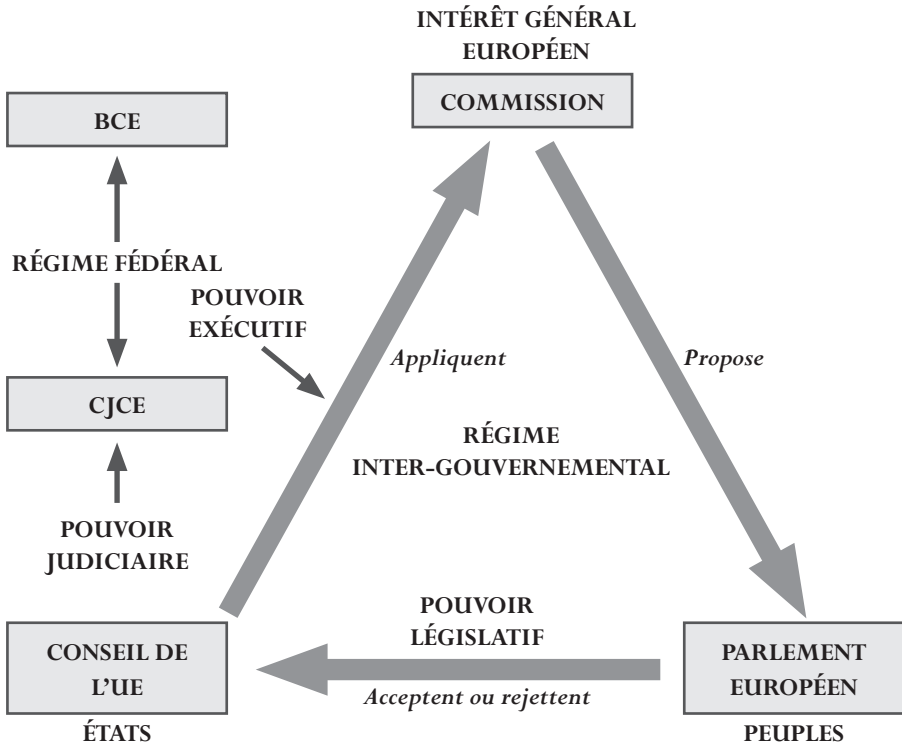 INTÉRÊT GÉNÉRAL
EUROPÉEN
COMMISSION
BCE
RÉGIME FÉDÉRAL
POUVOIR
EXÉCUTIF
Appliquent
Propose
CJCE
RÉGIME
INTER-GOUVERNEMENTAL
POUVOIR
JUDICIAIRE
POUVOIR
LÉGISLATIF
CONSEIL DE
L’UE
PARLEMENT
EUROPÉEN
Acceptent ou rejettent
ÉTATS
PEUPLES